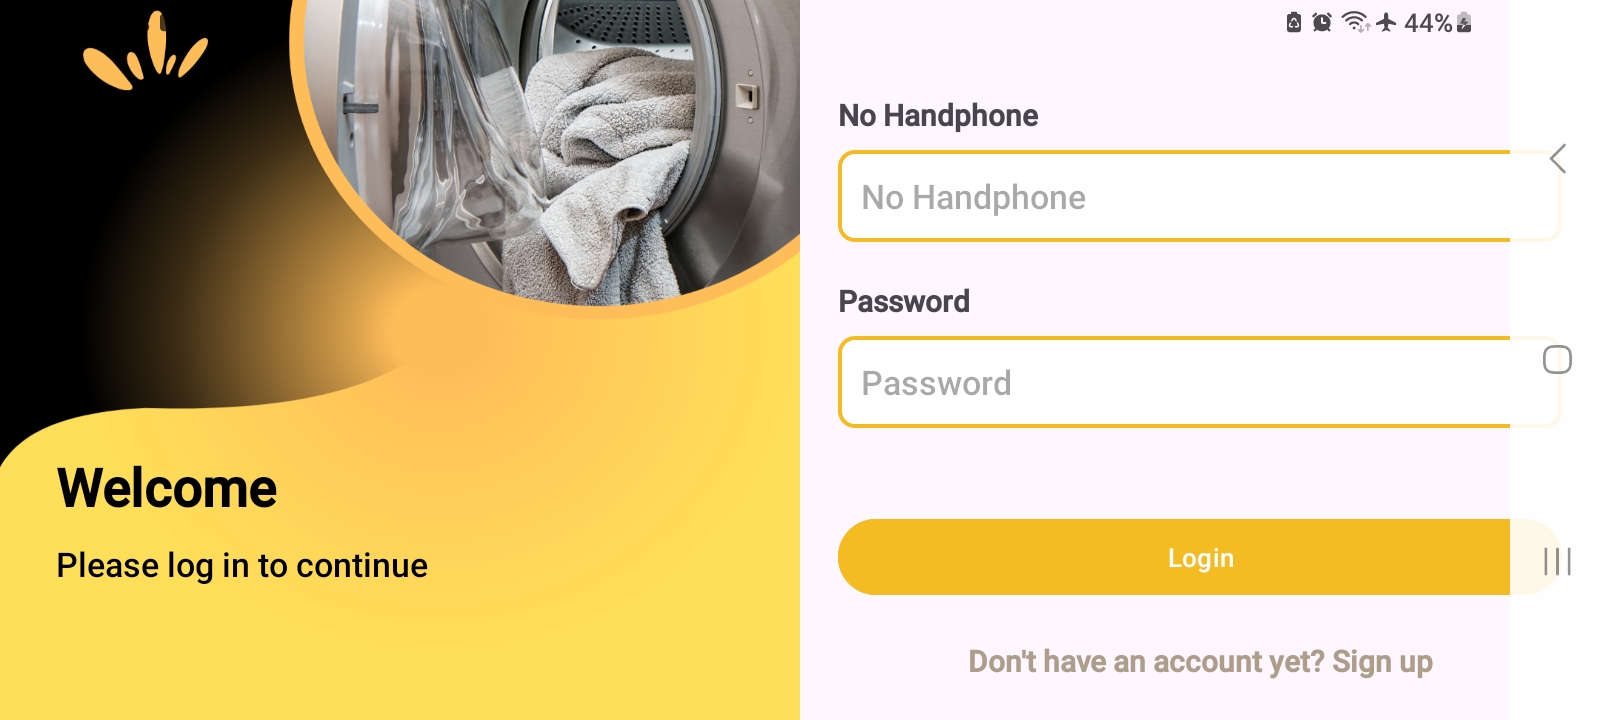 Welcome
Please log in to continue
44%
No Handphone
No Handphone
Password
Password
Login
Don't have an account yet? Sign up